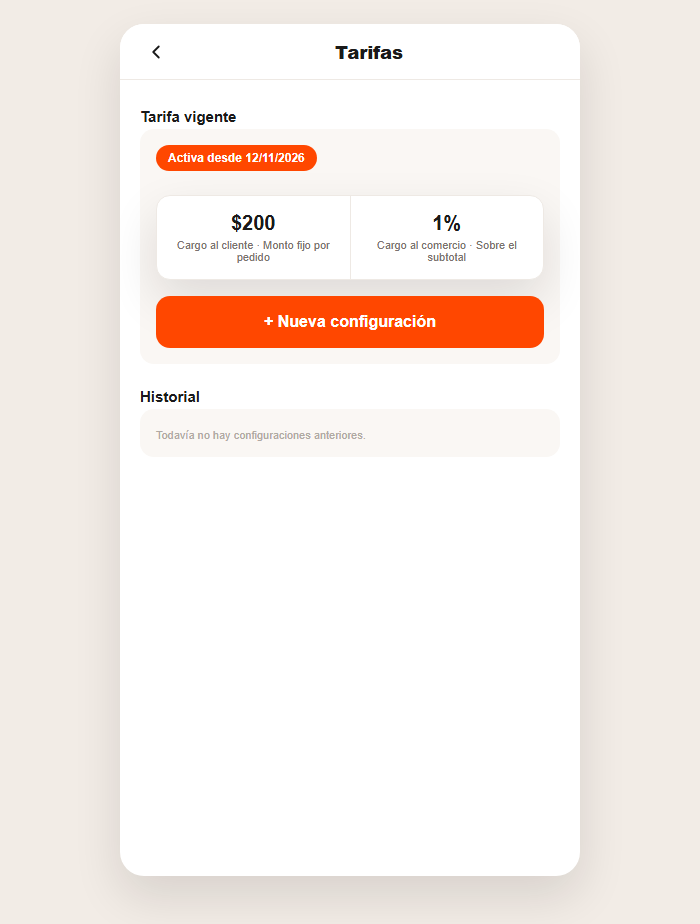 Tarifas
Tarifa vigente
Activa desde 12/11/2026
$200
Cargo al cliente · Monto fijo por
pedido
1%
Cargo al comercio · Sobre el
subtotal
+ Nueva configuración
Historial
Todavía no hay configuraciones anteriores.